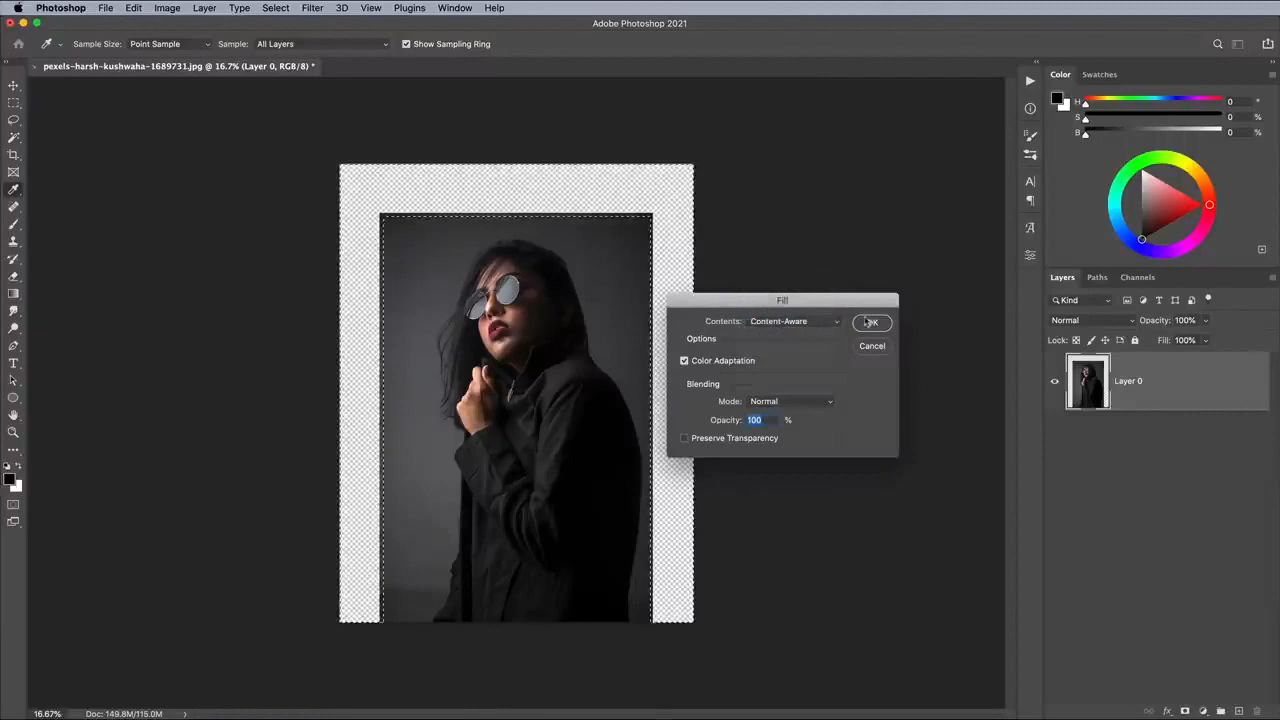 Photoshop File Edit Image Layer Type Select Filter 3D View Plugins Window Help
Adobe Photoshop 2021
Sample Size: Point Sample Sample: All Layers Show Sampling Ring
pexels-harsh-kushwaha-1689731.jpg @ 16.7% (Layer 0, RGB/8) *
Color Swatches
H 0 °
S 0 %
B 0 %
Layers Paths Channels
Kind
Normal Opacity: 100%
Lock: Fill: 100%
Layer 0
Fill
Contents: Content-Aware OK
Options
Cancel
Color Adaptation
Blending
Mode: Normal
Opacity: 100 %
Preserve Transparency
16.67% Doc: 149.8M/115.0M